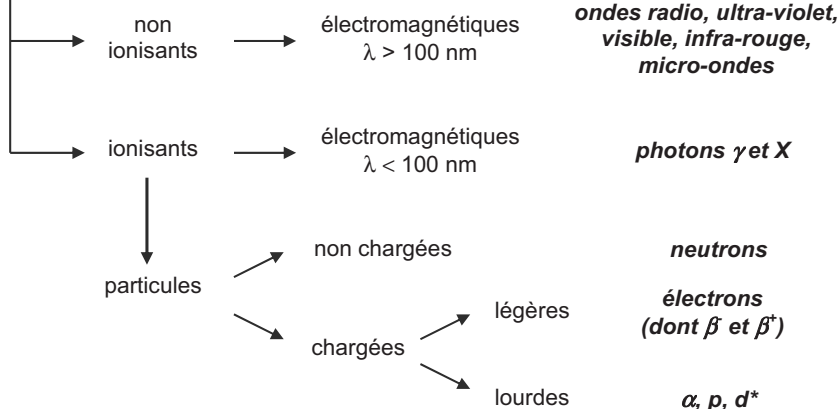 non
ionisants
électromagnétiques
λ > 100 nm
ondes radio, ultra-violet,
visible, infra-rouge,
micro-ondes
ionisants
électromagnétiques
λ < 100 nm
photons γ et X
particules
non chargées
neutrons
chargées
légères
électrons
(dont β⁻ et β⁺)
lourdes
α, p, d*